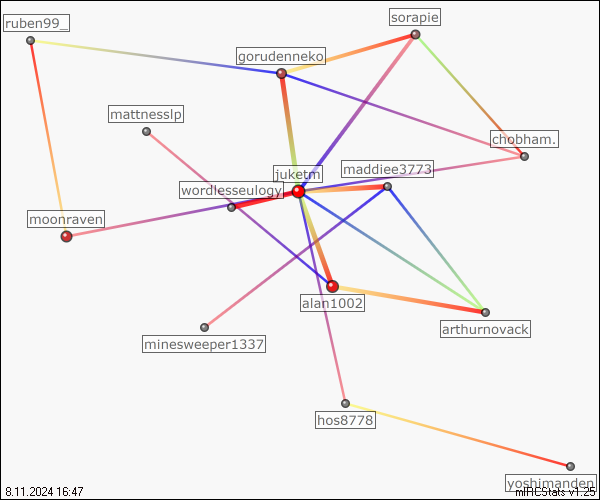 sorapie
ruben99_
gorudenneko
mattnesslp
chobham.
juketm
maddiee3773
wordlesseulogy
moonraven
alan1002
arthurnovack
minesweeper1337
hos8778
yoshimanden
8.11.2024 16:47
mIRCStats v1.25